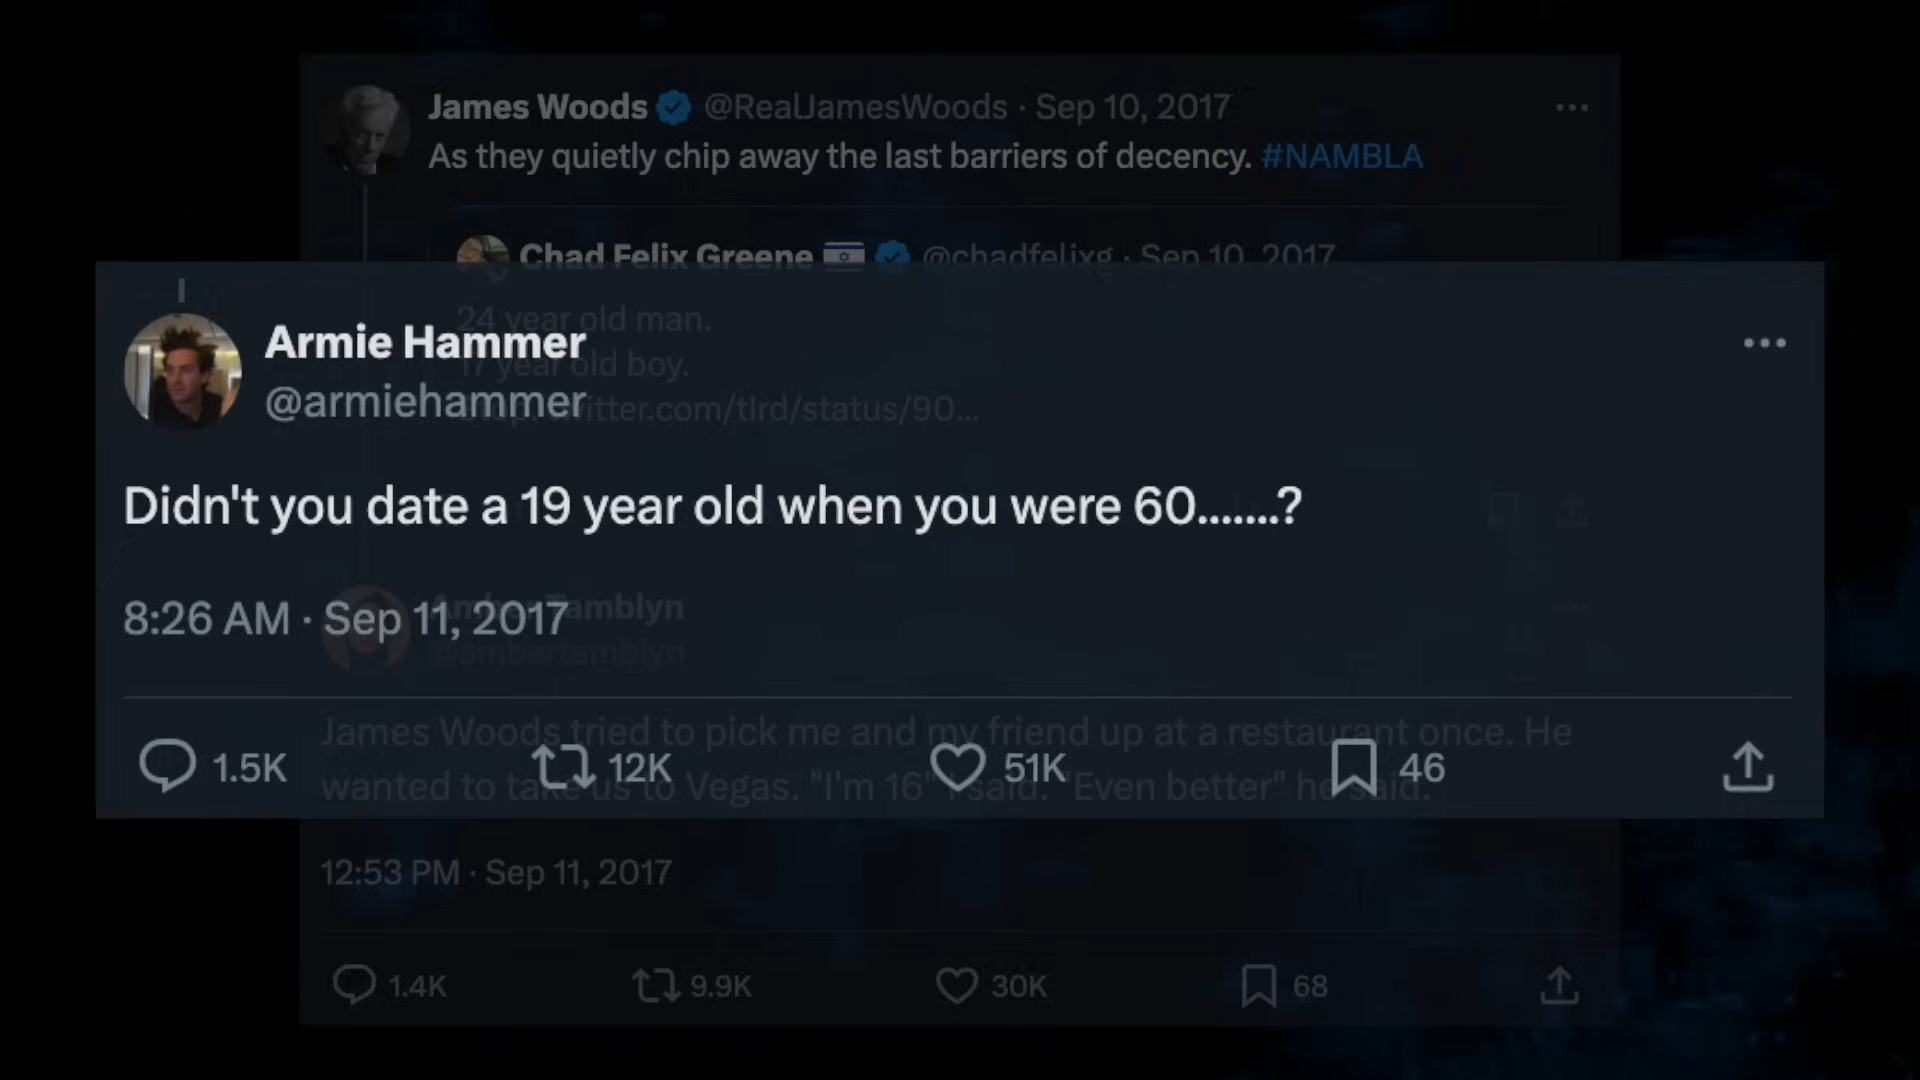 James Woods @RealJamesWoods · Sep 10, 2017
As they quietly chip away the last barriers of decency. #NAMBLA
Chad Felix Greene @chadfelixg · Sep 10, 2017
24 year old man.
17 year old boy.
twitter.com/tlrd/status/90...
Armie Hammer
@armiehammer
Didn't you date a 19 year old when you were 60.......?
8:26 AM · Sep 11, 2017
1.5K 12K 51K 46
Amber Tamblyn
@ambertamblyn
James Woods tried to pick me and my friend up at a restaurant once. He
wanted to take us to Vegas. "I'm 16" I said. "Even better" he said.
12:53 PM · Sep 11, 2017
1.4K 9.9K 30K 68